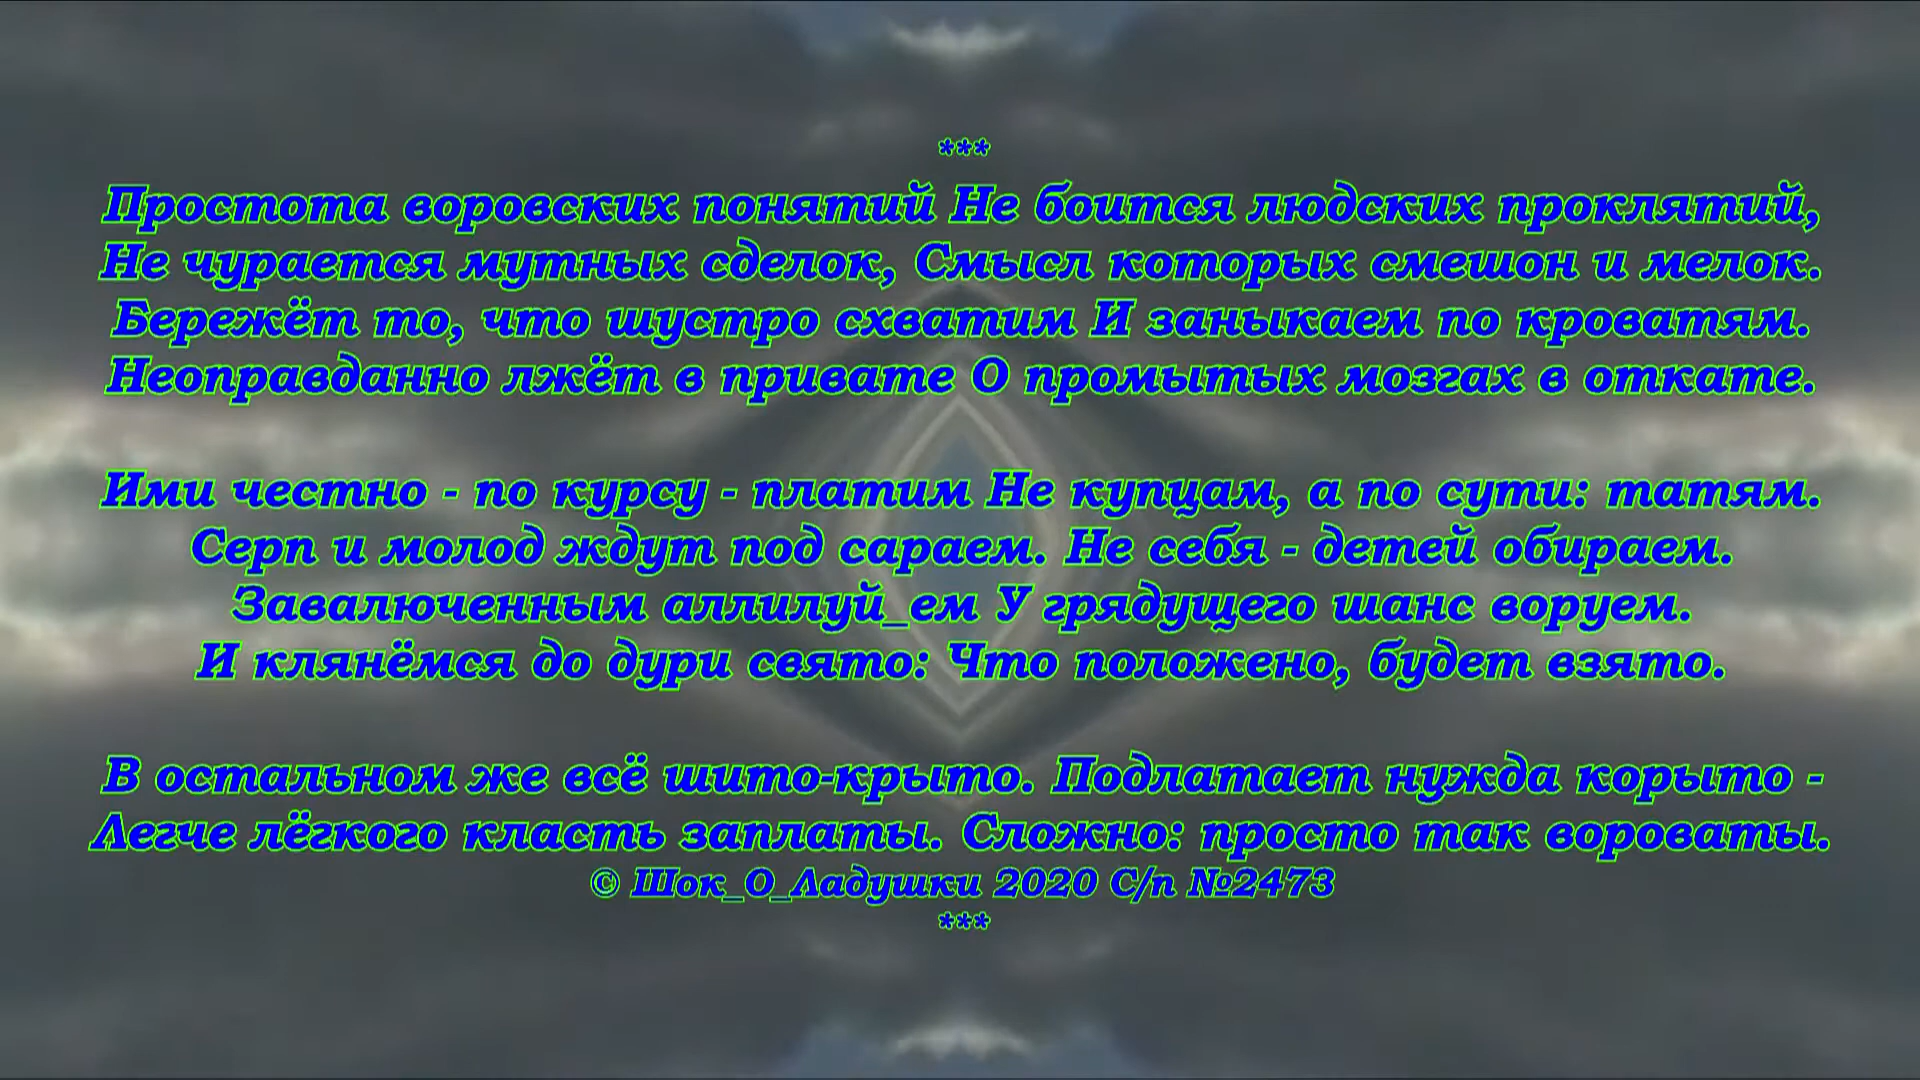 ***
Простота воровских понятий Не боится людских проклятий,
Не чурается мутных сделок, Смысл которых смешон и мелок.
Бережёт то, что шустро схватим И заныкаем по кроватям.
Неоправданно лжёт в привате О промытых мозгах в откате.
Ими честно - по курсу - платим Не купцам, а по сути: татям.
Серп и молод ждут под сараем. Не себя - детей обираем.
Завалюченным аллилуй_ем У грядущего шанс воруем.
И клянёмся до дури свято: Что положено, будет взято.
В остальном же всё шито-крыто. Подлатает нужда корыто -
Легче лёгкого класть заплаты. Сложно: просто так вороваты.
© Шок_О_Ладушки 2020 С/п №2473
***